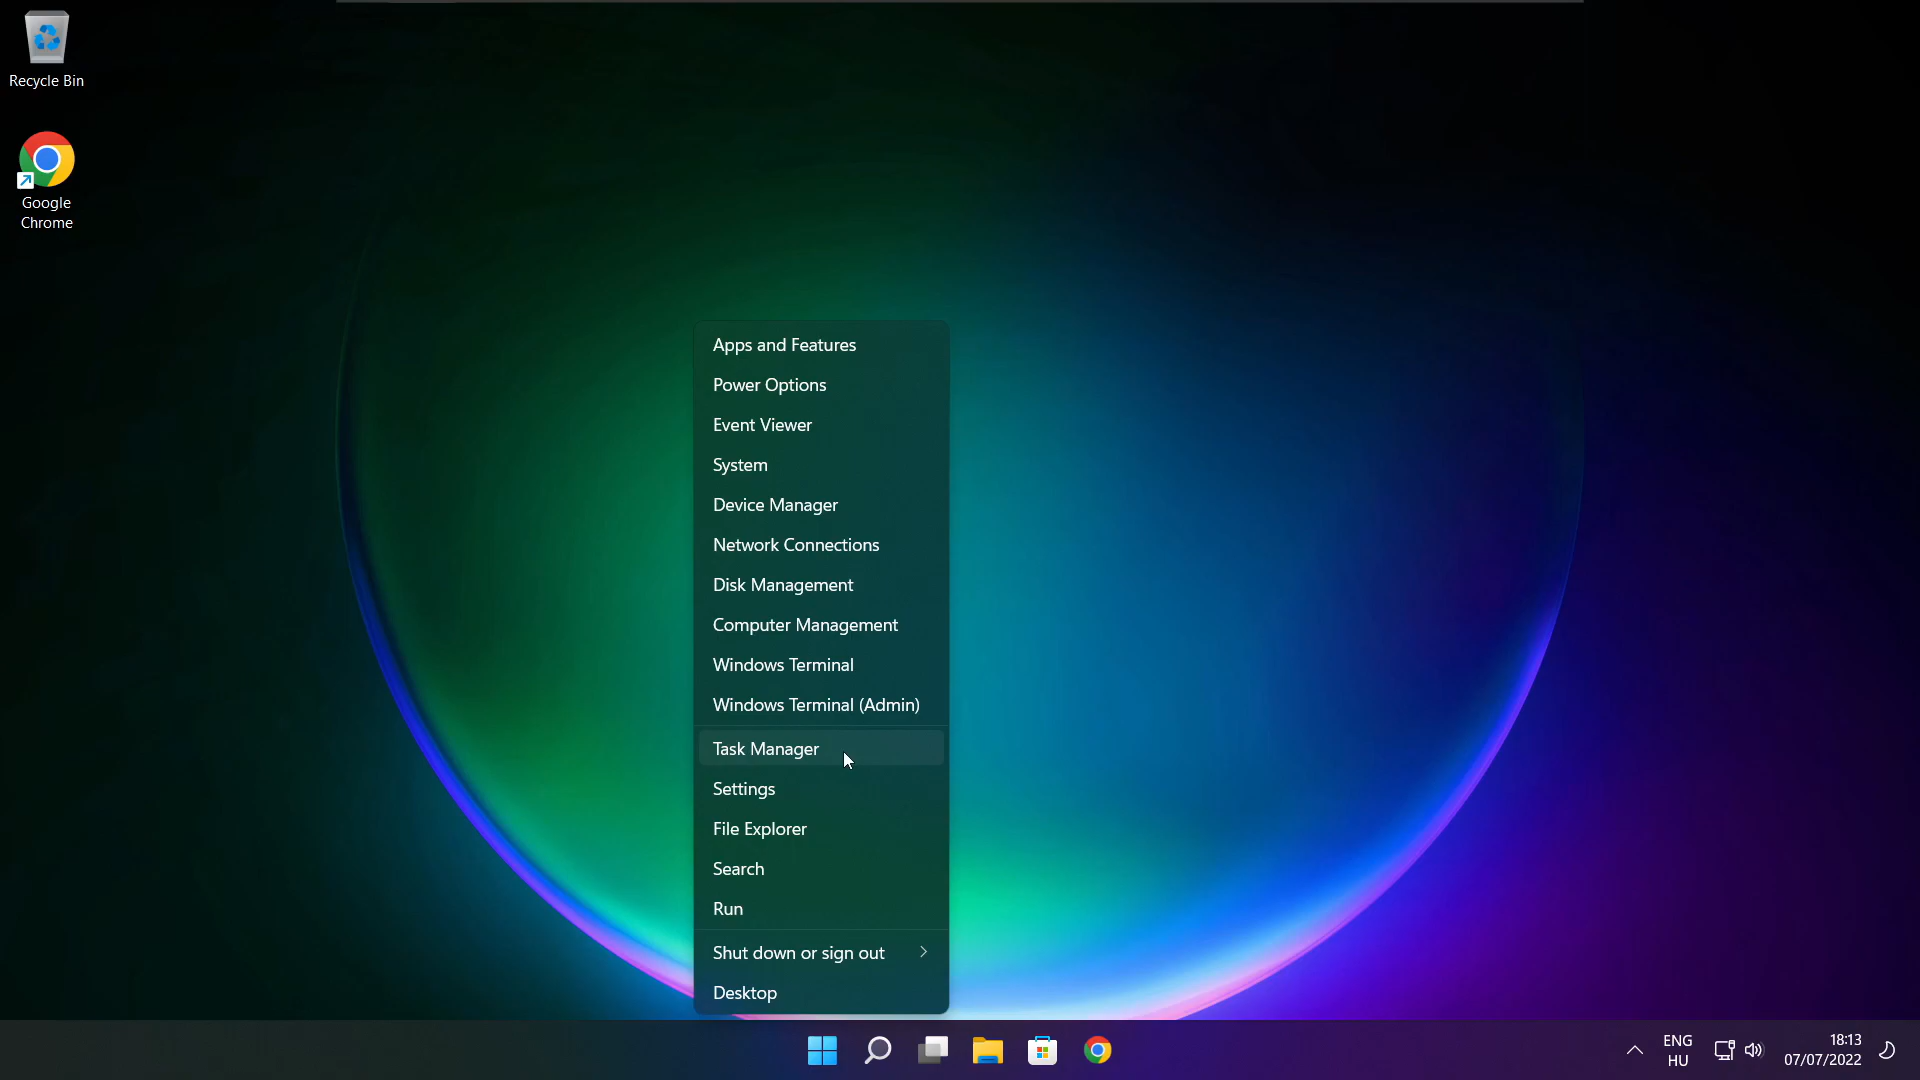 Recycle Bin
Google
Chrome
Apps and Features
Power Options
Event Viewer
System
Device Manager
Network Connections
Disk Management
Computer Management
Windows Terminal
Windows Terminal (Admin)
Task Manager
Settings
File Explorer
Search
Run
Shut down or sign out
Desktop
ENG
HU
18:13
07/07/2022